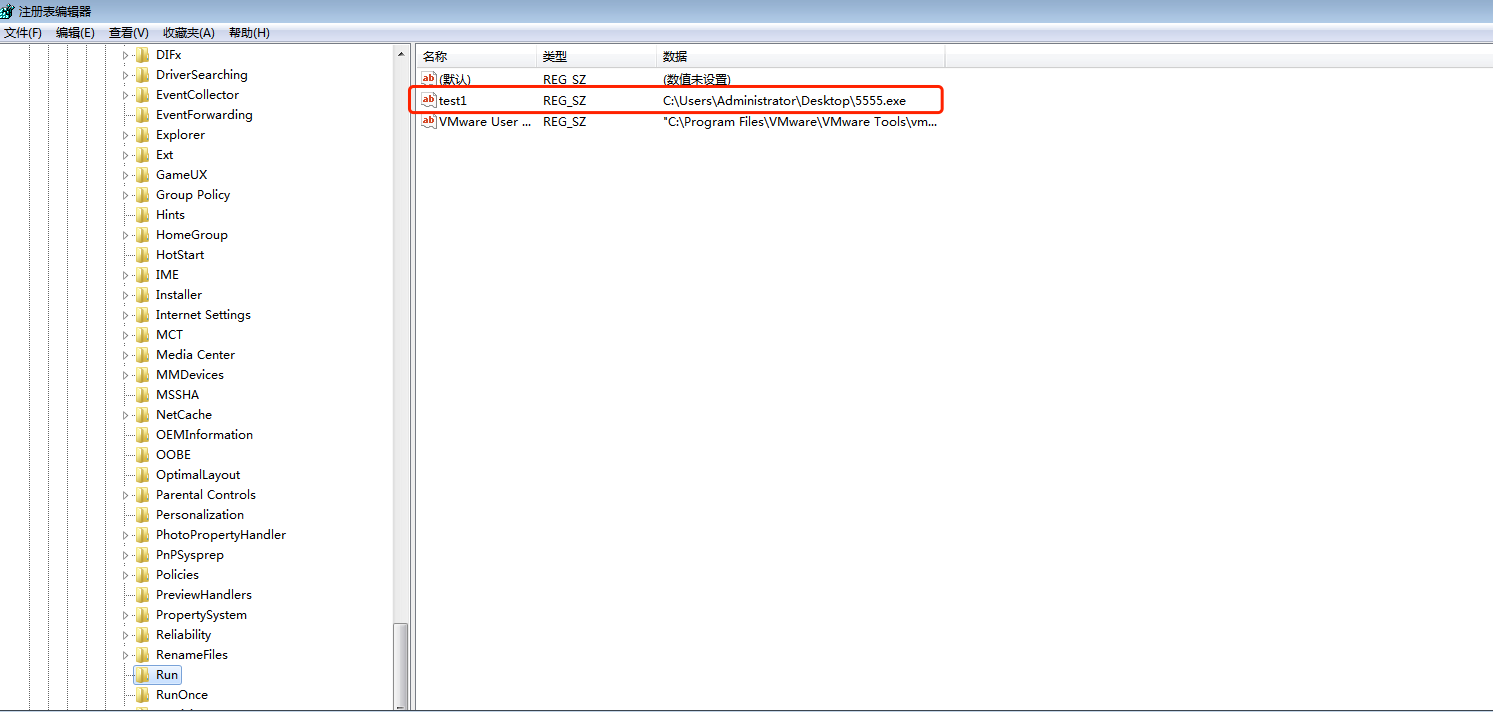 注册表编辑器
文件(F) 编辑(E) 查看(V) 收藏夹(A) 帮助(H)
DIFx
DriverSearching
EventCollector
EventForwarding
Explorer
Ext
GameUX
Group Policy
Hints
HomeGroup
HotStart
IME
Installer
Internet Settings
MCT
Media Center
MMDevices
MSSHA
NetCache
OEMInformation
OOBE
OptimalLayout
Parental Controls
Personalization
PhotoPropertyHandler
PnPSysprep
Policies
PreviewHandlers
PropertySystem
Reliability
RenameFiles
Run
RunOnce
名称 类型 数据
ab (默认) REG_SZ (数值未设置)
ab test1 REG_SZ C:\Users\Administrator\Desktop\5555.exe
ab VMware User ... REG_SZ "C:\Program Files\VMware\VMware Tools\vm...